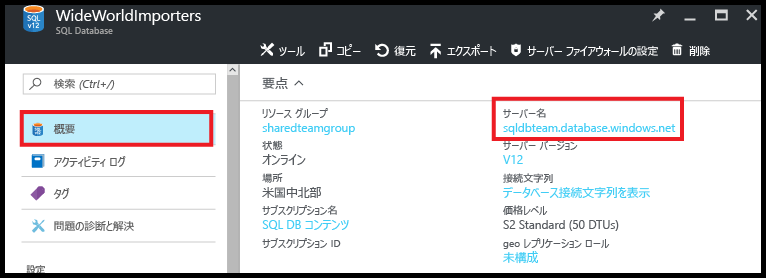 SQL
v12
WideWorldImporters
SQL Database
ツール
コピー
復元
エクスポート
サーバー ファイアウォールの設定
削除
検索 (Ctrl+/)
概要
アクティビティ ログ
タグ
問題の診断と解決
設定
要点
リソース グループ
sharedteamgroup
状態
オンライン
場所
米国中北部
サブスクリプション名
SQL DB コンテンツ
サブスクリプション ID
サーバー名
sqldbteam.database.windows.net
サーバー バージョン
V12
接続文字列
データベース接続文字列を表示
価格レベル
S2 Standard (50 DTUs)
geo レプリケーション ロール
未構成